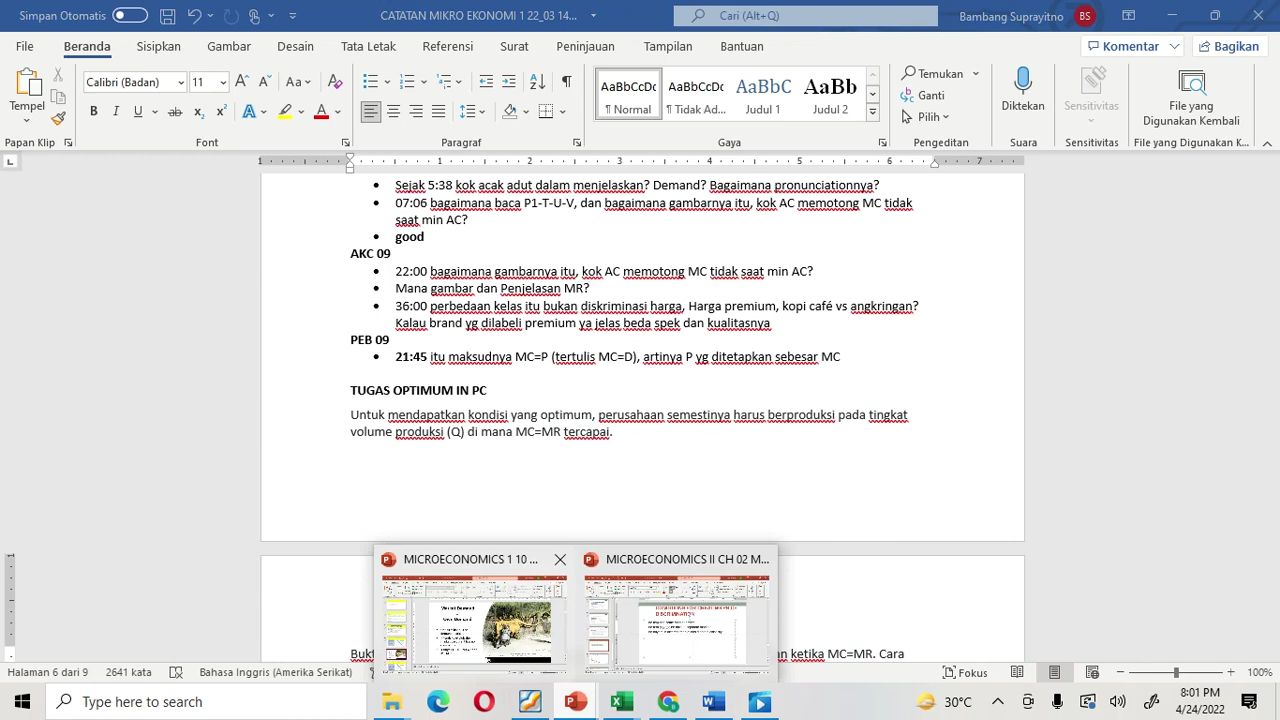 Simpan Otomatis
CATATAN MIKRO EKONOMI 1 22_03 14...
Cari (Alt+Q)
Bambang Suprayitno
BS
File
Beranda
Sisipkan
Gambar
Desain
Tata Letak
Referensi
Surat
Peninjauan
Tampilan
Bantuan
Komentar
Bagikan
Tempel
Calibri (Badan)
11
AaBbCcDc
AaBbCcDc
AaBbC
AaBb
¶ Normal
¶ Tidak Ad...
Judul 1
Judul 2
Temukan
Ganti
Pilih
Diktekan
Sensitivitas
File yang
Digunakan Kembali
Papan Klip
Font
Paragraf
Gaya
Pengeditan
Suara
Sensitivitas
File yang Digunakan K...
1 1 2 3 4 5 6 7
• Sejak 5:38 kok acak adut dalam menjelaskan? Demand? Bagaimana pronunciationnya?
• 07:06 bagaimana baca P1-T-U-V, dan bagaimana gambarnya itu, kok AC memotong MC tidak
saat min AC?
• good
AKC 09
• 22:00 bagaimana gambarnya itu, kok AC memotong MC tidak saat min AC?
• Mana gambar dan Penjelasan MR?
• 36:00 perbedaan kelas itu bukan diskriminasi harga, Harga premium, kopi café vs angkringan?
Kalau brand yg dilabeli premium ya jelas beda spek dan kualitasnya
PEB 09
• 21:45 itu maksudnya MC=P (tertulis MC=D), artinya P yg ditetapkan sebesar MC
TUGAS OPTIMUM IN PC
Untuk mendapatkan kondisi yang optimum, perusahaan semestinya harus berproduksi pada tingkat
volume produksi (Q) di mana MC=MR tercapai.
MICROECONOMICS 1 10 ...
MICROECONOMICS II CH 02 M...
DISCRIMINATION
Bukt
an ketika MC=MR. Cara
Halaman 6 dari 9
2641 kata
Bahasa Inggris (Amerika Serikat)
Fokus
100%
Type here to search
30°C
8:01 PM
4/24/2022